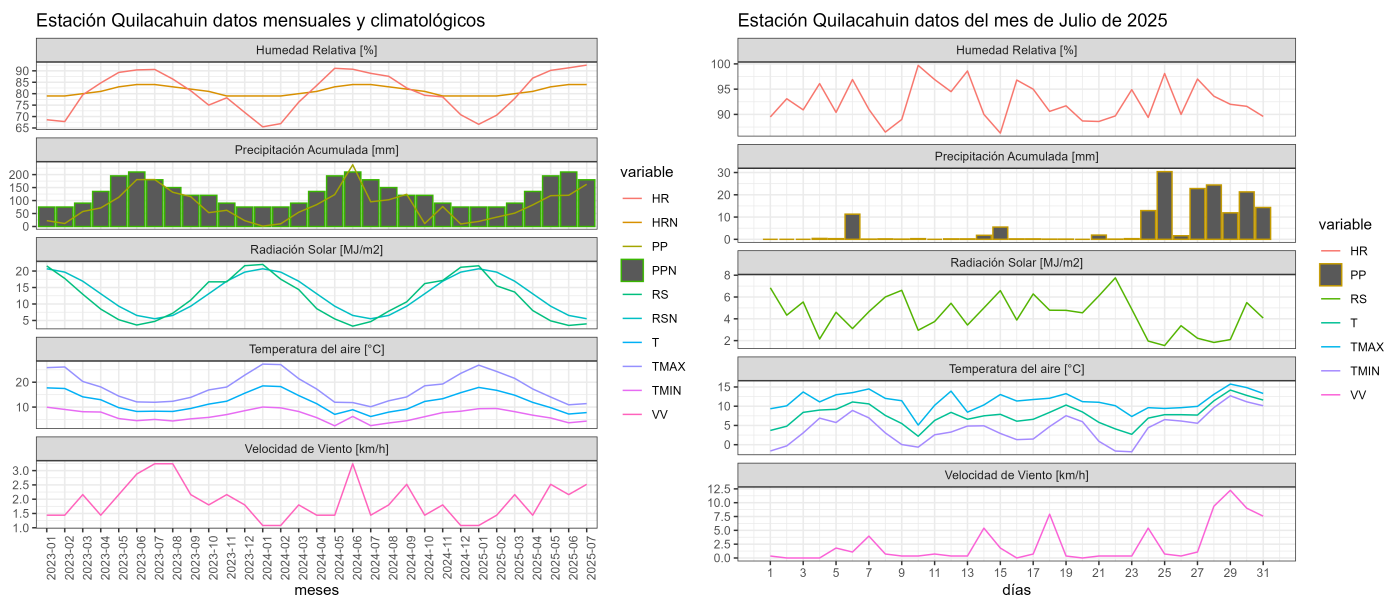 Estación Quilacahuin datos mensuales y climatológicos
Humedad Relativa [%]
90
85
80
75
70
65
Precipitación Acumulada [mm]
200
150
100
50
0
Radiación Solar [MJ/m2]
20
15
10
5
Temperatura del aire [°C]
20
10
Velocidad de Viento [km/h]
3.0
2.5
2.0
1.5
1.0
2023-01
2023-02
2023-03
2023-04
2023-05
2023-06
2023-07
2023-08
2023-09
2023-10
2023-11
2023-12
2024-01
2024-02
2024-03
2024-04
2024-05
2024-06
2024-07
2024-08
2024-09
2024-10
2024-11
2024-12
2025-01
2025-02
2025-03
2025-04
2025-05
2025-06
2025-07
meses
variable
HR
HRN
PP
PPN
RS
RSN
T
TMAX
TMIN
VV
Estación Quilacahuin datos del mes de Julio de 2025
Humedad Relativa [%]
100
95
90
Precipitación Acumulada [mm]
30
20
10
0
Radiación Solar [MJ/m2]
8
6
4
2
Temperatura del aire [°C]
15
10
5
0
Velocidad de Viento [km/h]
12.5
10.0
7.5
5.0
2.5
0.0
1 3 5 7 9 11 13 15 17 19 21 23 25 27 29 31
días
variable
HR
PP
RS
T
TMAX
TMIN
VV